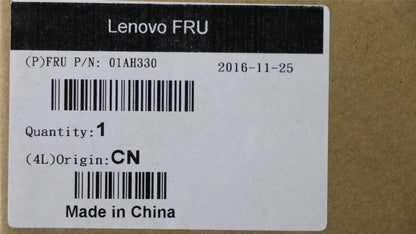 Lenovo FRU
(P)FRU P/N: 01AH330 2016-11-25
Quantity:1
(4L)Origin:CN
Made in China